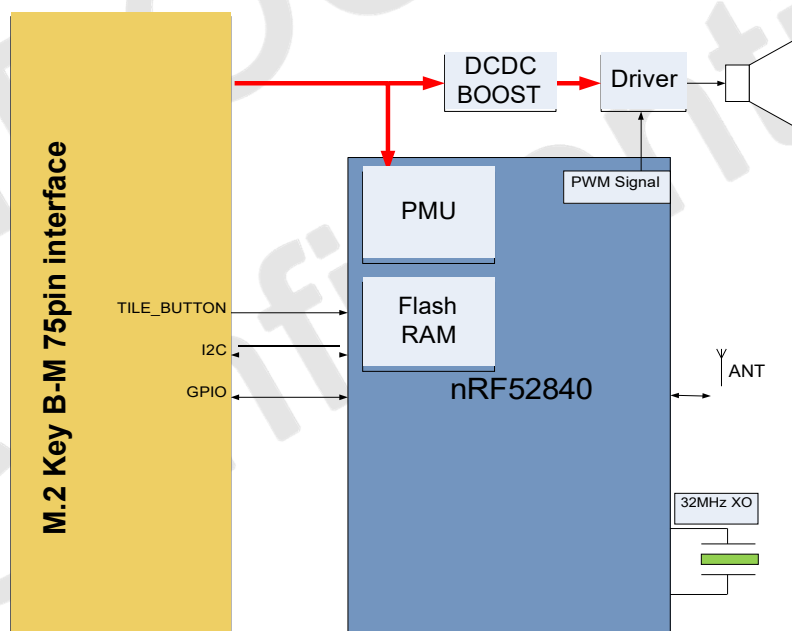 DCDC
BOOST
Driver
PWM Signal
PMU
M.2 Key B-M 75pin interface
TILE_BUTTON
I2C
GPIO
Flash
RAM
nRF52840
ANT
32MHz XO